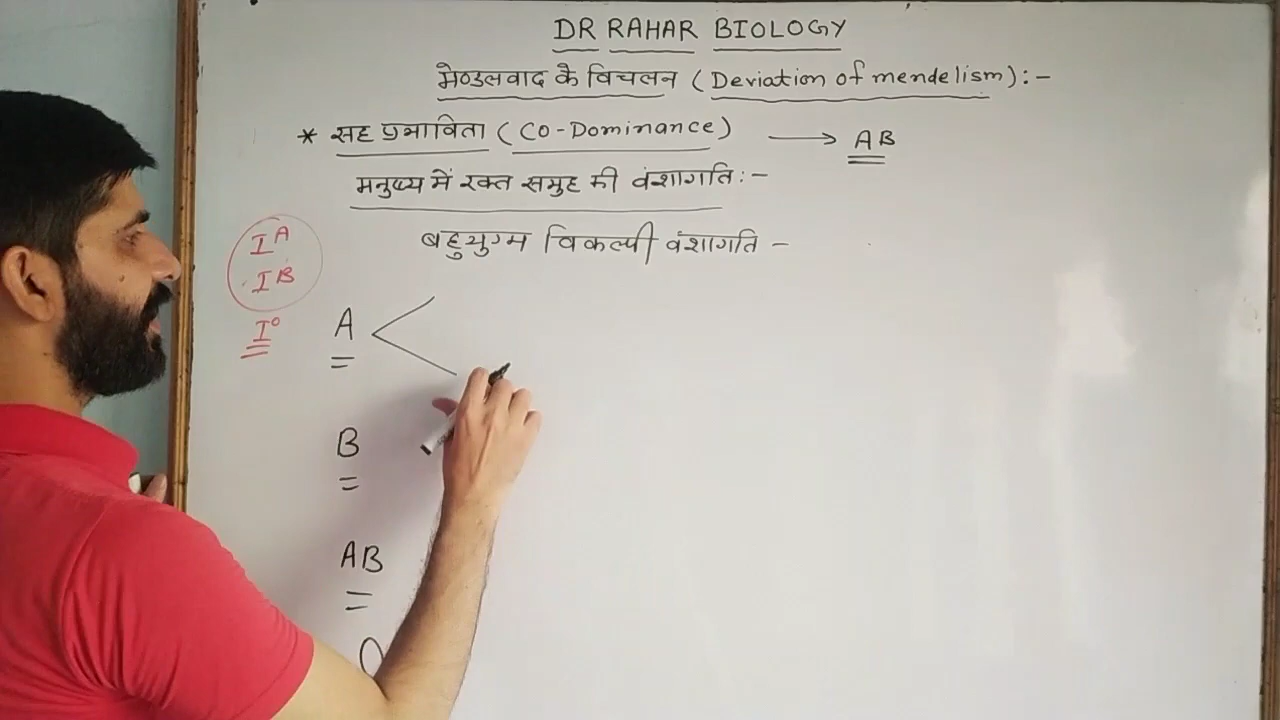 DR RAHAR BIOLOGY
मेण्डलवाद के विचलन (Deviation of mendelism):-
* सह प्रभाविता (CO-Dominance) → AB
मनुष्य में रक्त समुह की वंशागति:-
बहुयुग्म विकल्पी वंशागति -
I^A
I^B
I^o
A
B
AB
O